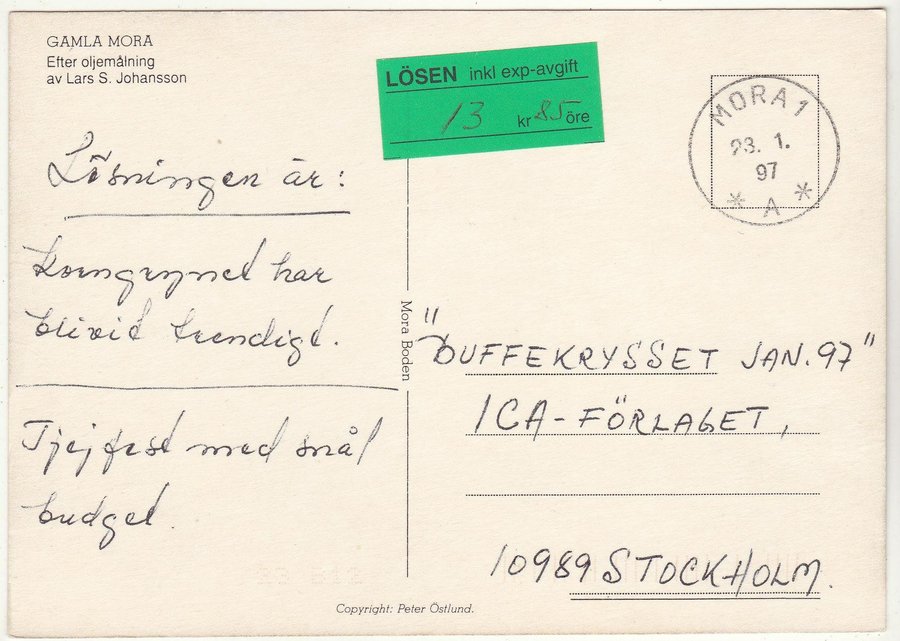 GAMLA MORA
Efter oljemålning
av Lars S. Johansson
LÖSEN inkl exp-avgift
13 kr 85 öre
MORA 1
23. 1.
97
* A *
Lösningen är:
Korngrynet har
blivit trendigt.
Tjejfest med snål
budget.
Mora Boden
"DUFFEKRYSSET JAN. 97"
ICA-FÖRLAGET,
10989 STOCKHOLM.
Copyright: Peter Östlund.